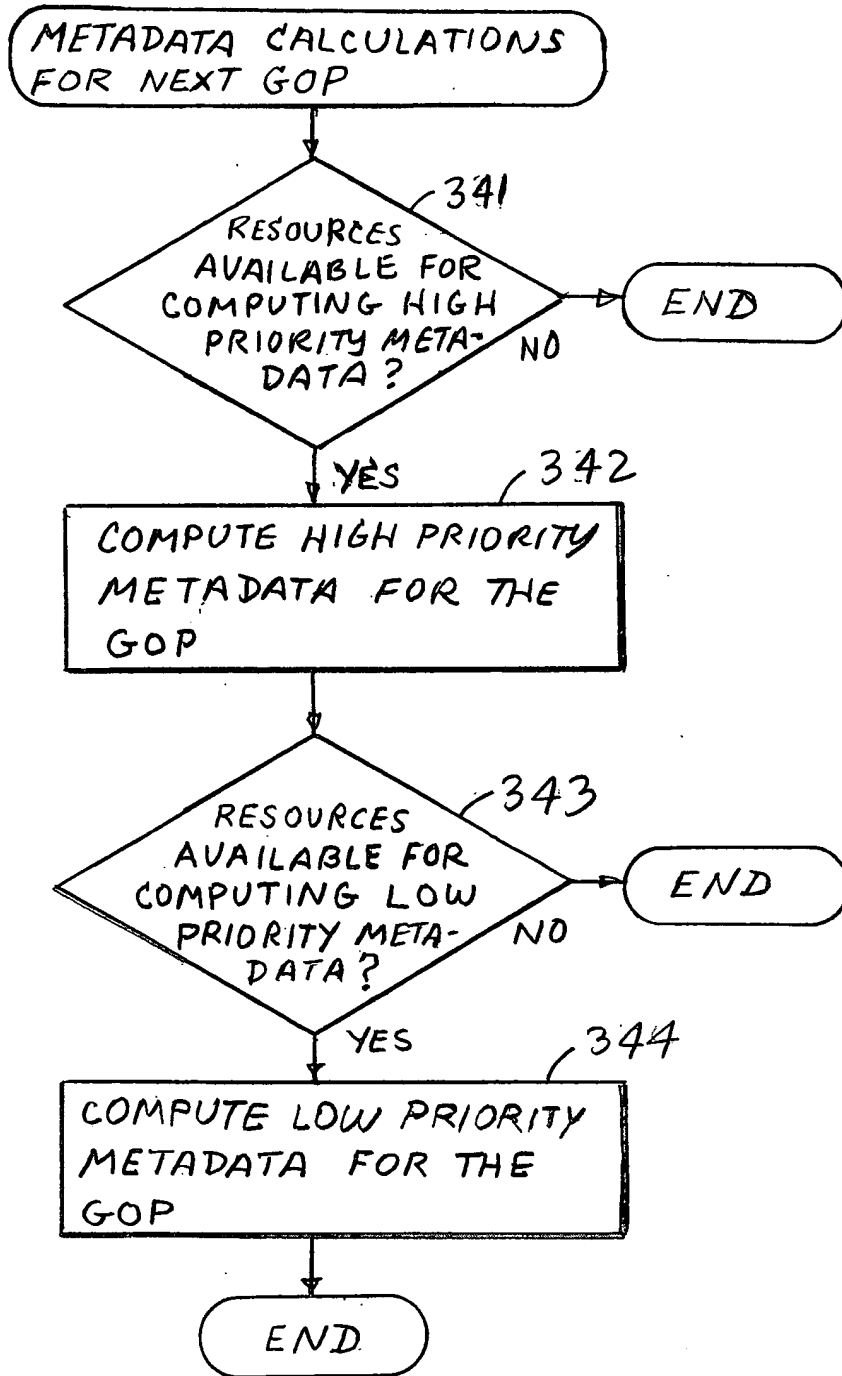 METADATA CALCULATIONS
FOR NEXT GOP
341
RESOURCES
AVAILABLE FOR
COMPUTING HIGH
PRIORITY META-
DATA?
NO
END
YES
342
COMPUTE HIGH PRIORITY
METADATA FOR THE
GOP
343
RESOURCES
AVAILABLE FOR
COMPUTING LOW
PRIORITY META-
DATA?
NO
END
YES
344
COMPUTE LOW PRIORITY
METADATA FOR THE
GOP
END